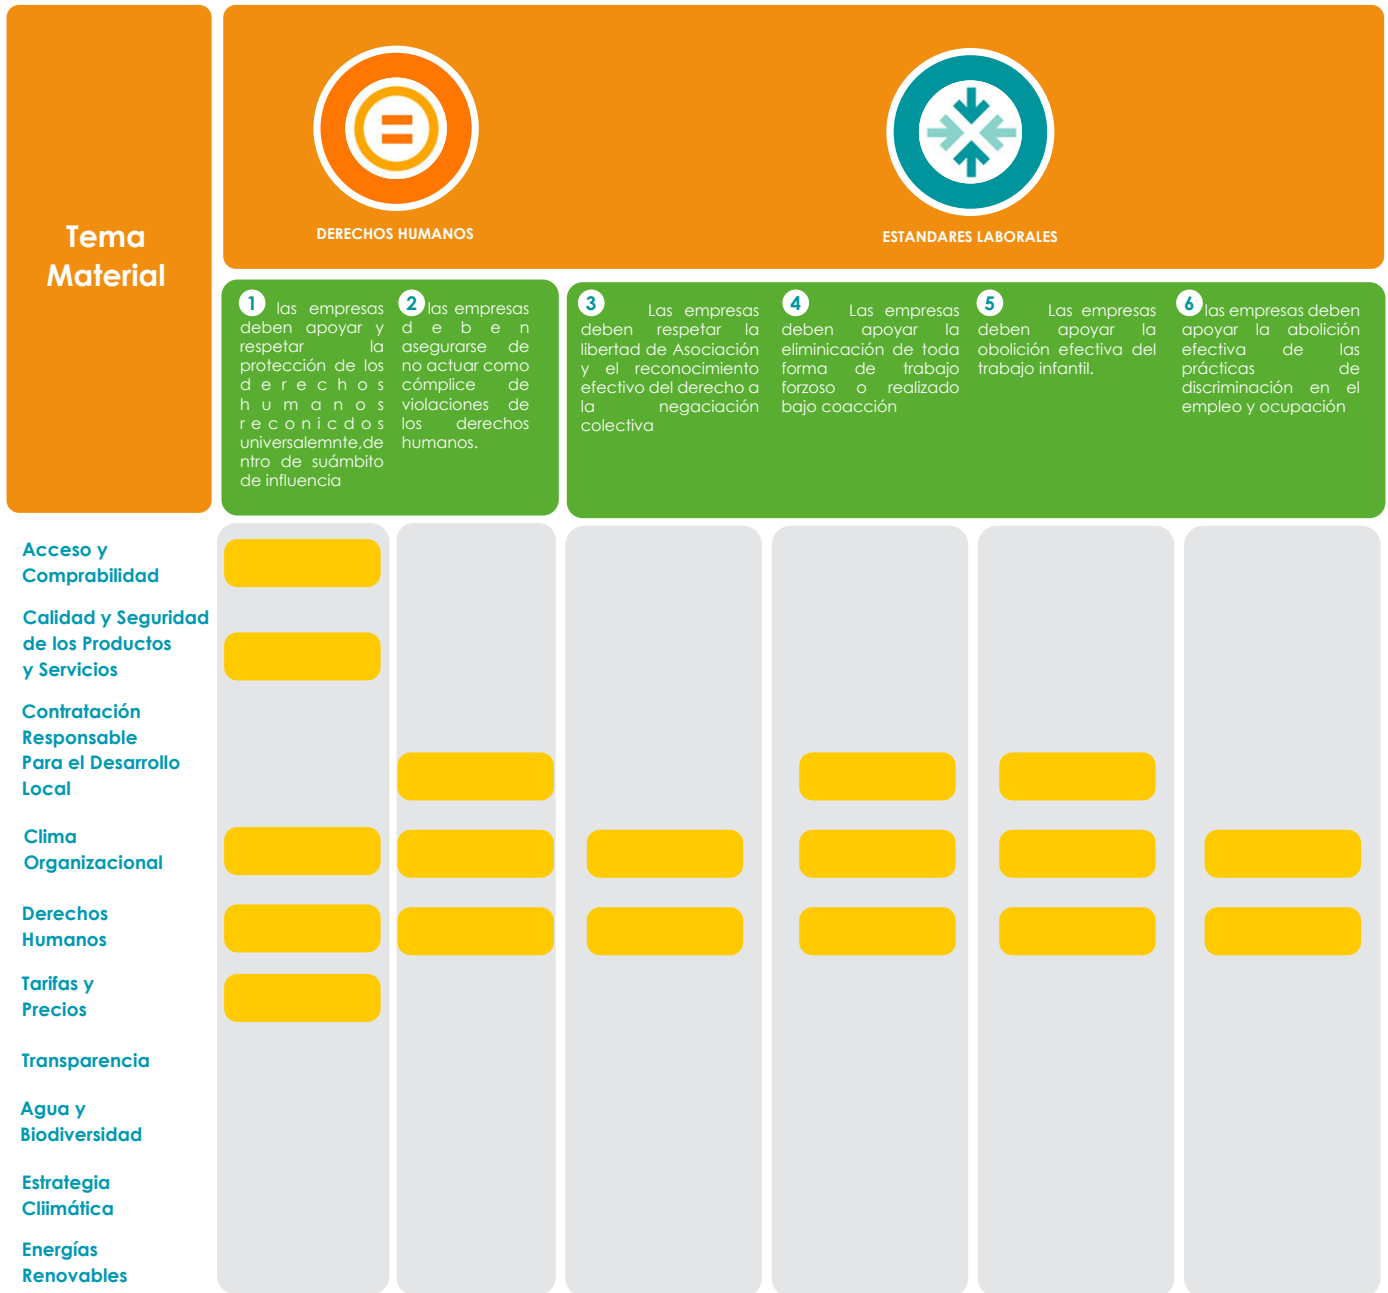 Tema
Material
DERECHOS HUMANOS
ESTANDARES LABORALES
1 las empresas
deben apoyar y
respetar la
protección de los
derechos
humanos
reconicdos
universalemnte,de
ntro de suámbito
de influencia
2 las empresas
deben
asegurarse de
no actuar como
cómplice de
violaciones de
los derechos
humanos.
3 Las empresas
deben respetar la
libertad de Asociación
y el reconocimiento
efectivo del derecho a
la negaciación
colectiva
4 Las empresas
deben apoyar la
eliminicación de toda
forma de trabajo
forzoso o realizado
bajo coacción
5 Las empresas
deben apoyar la
obolición efectiva del
trabajo infantil.
6 las empresas deben
apoyar la abolición
efectiva de las
prácticas de
discriminación en el
empleo y ocupación
Acceso y
Comprabilidad
Calidad y Seguridad
de los Productos
y Servicios
Contratación
Responsable
Para el Desarrollo
Local
Clima
Organizacional
Derechos
Humanos
Tarifas y
Precios
Transparencia
Agua y
Biodiversidad
Estrategia
Cliimática
Energías
Renovables